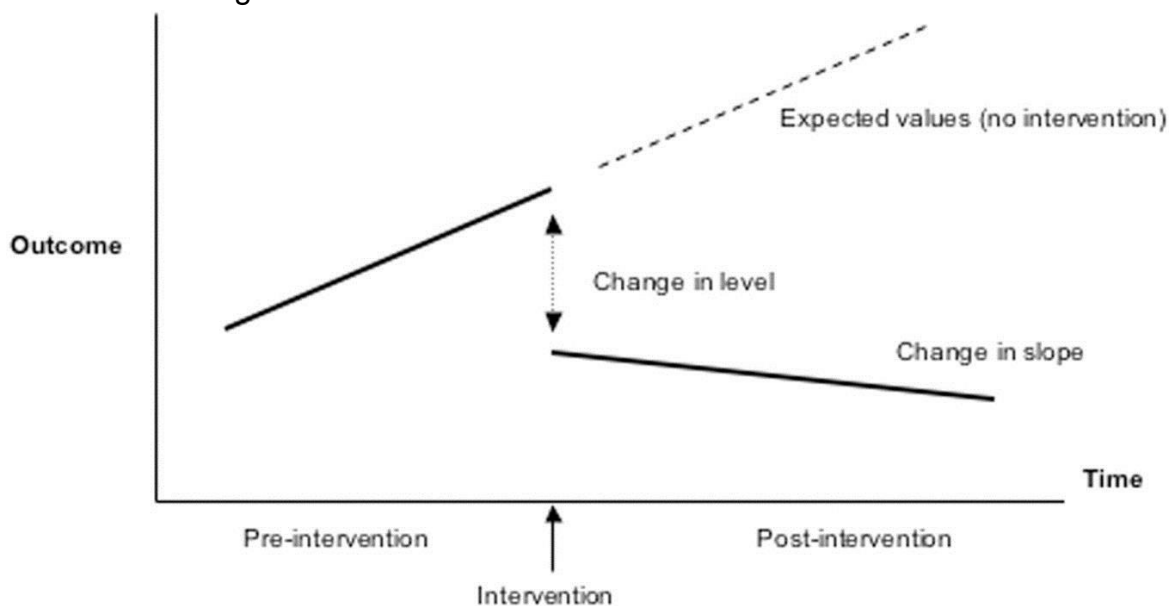 Expected values (no intervention)
Outcome
Change in level
Change in slope
Time
Pre-intervention
Post-intervention
Intervention